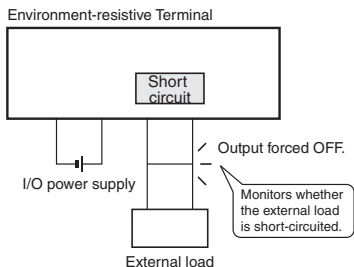 Environment-resistive Terminal
Short
circuit
Output forced OFF.
I/O power supply
Monitors whether
the external load
is short-circuited.
External load